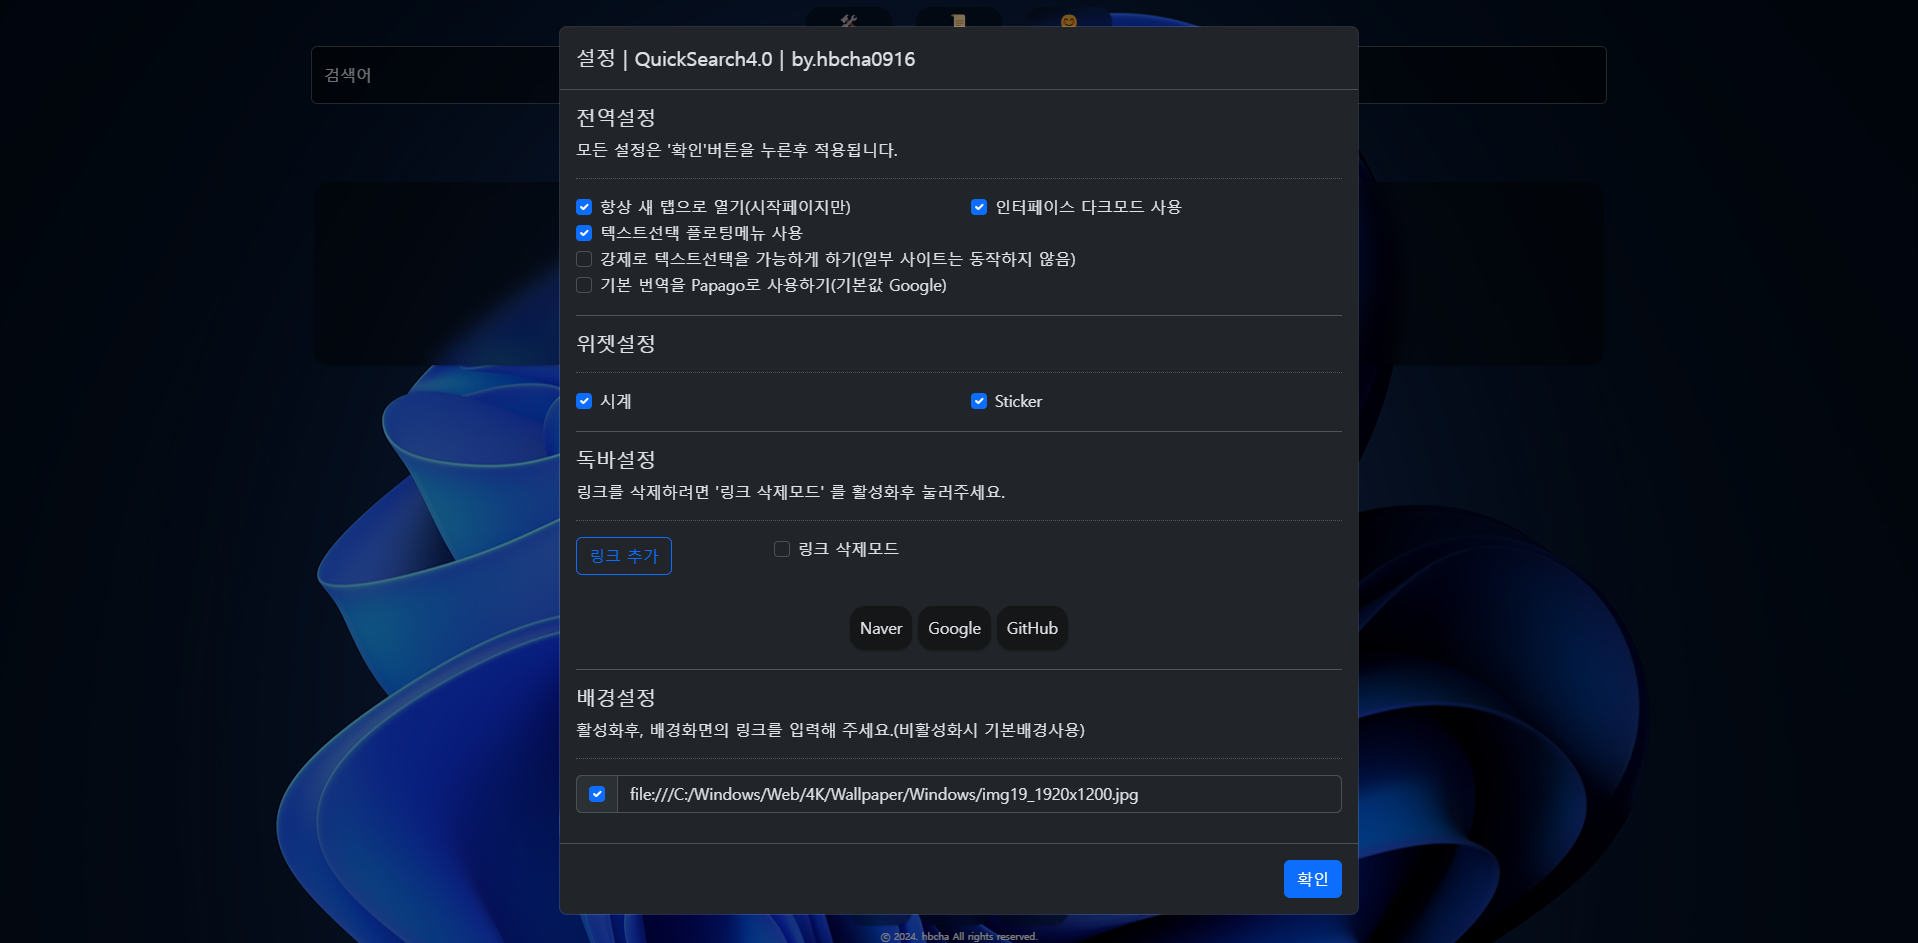 검색어
설정 | QuickSearch4.0 | by.hbcha0916
전역설정
모든 설정은 '확인'버튼을 누른후 적용됩니다.
항상 새 탭으로 열기(시작페이지만)
인터페이스 다크모드 사용
텍스트선택 플로팅메뉴 사용
강제로 텍스트선택을 가능하게 하기(일부 사이트는 동작하지 않음)
기본 번역을 Papago로 사용하기(기본값 Google)
위젯설정
시계
Sticker
독바설정
링크를 삭제하려면 '링크 삭제모드' 를 활성화후 눌러주세요.
링크 추가
링크 삭제모드
Naver
Google
GitHub
배경설정
활성화후, 배경화면의 링크를 입력해 주세요.(비활성화시 기본배경사용)
file:///C:/Windows/Web/4K/Wallpaper/Windows/img19_1920x1200.jpg
확인
© 2024. hbcha All rights reserved.